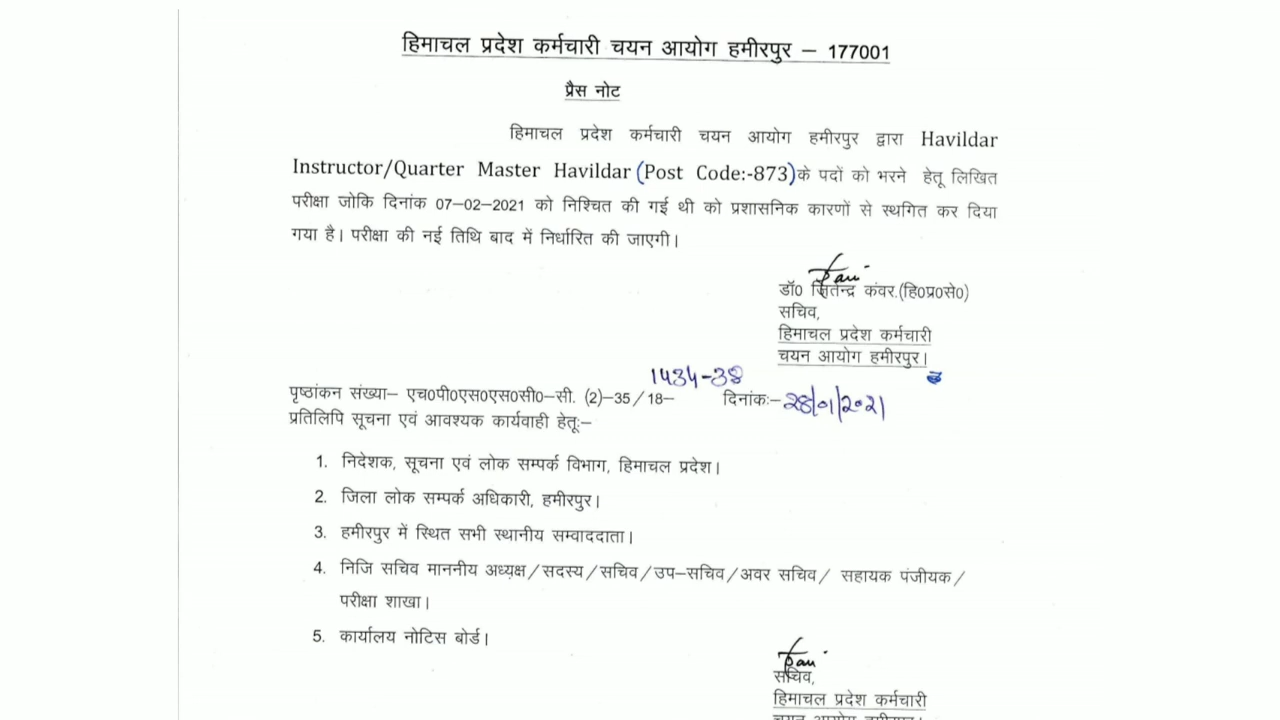 हिमाचल प्रदेश कर्मचारी चयन आयोग हमीरपुर – 177001
प्रैस नोट
हिमाचल प्रदेश कर्मचारी चयन आयोग हमीरपुर द्वारा Havildar
Instructor/Quarter Master Havildar (Post Code:-873)के पदों को भरने हेतू लिखित
परीक्षा जोकि दिनांक 07–02–2021 को निश्चित की गई थी को प्रशासनिक कारणों से स्थगित कर दिया
गया है। परीक्षा की नई तिथि बाद में निर्धारित की जाएगी।
डॉ0 जितेन्द्र कंवर.(हि0प्र0से0)
सचिव,
हिमाचल प्रदेश कर्मचारी
चयन आयोग हमीरपुर।
1434-38
पृष्ठांकन संख्या– एच0पी0एस0एस0सी0–सी. (2)–35/18– दिनांकः– 28/01/2021
प्रतिलिपि सूचना एवं आवश्यक कार्यवाही हेतूः–
1. निदेशक, सूचना एवं लोक सम्पर्क विभाग, हिमाचल प्रदेश।
2. जिला लोक सम्पर्क अधिकारी, हमीरपुर।
3. हमीरपुर में स्थित सभी स्थानीय सम्वाददाता।
4. निजि सचिव माननीय अध्यक्ष/सदस्य/सचिव/उप–सचिव/अवर सचिव/ सहायक पंजीयक/
परीक्षा शाखा।
5. कार्यालय नोटिस बोर्ड।
सचिव,
हिमाचल प्रदेश कर्मचारी
चयन आयोग हमीरपुर।